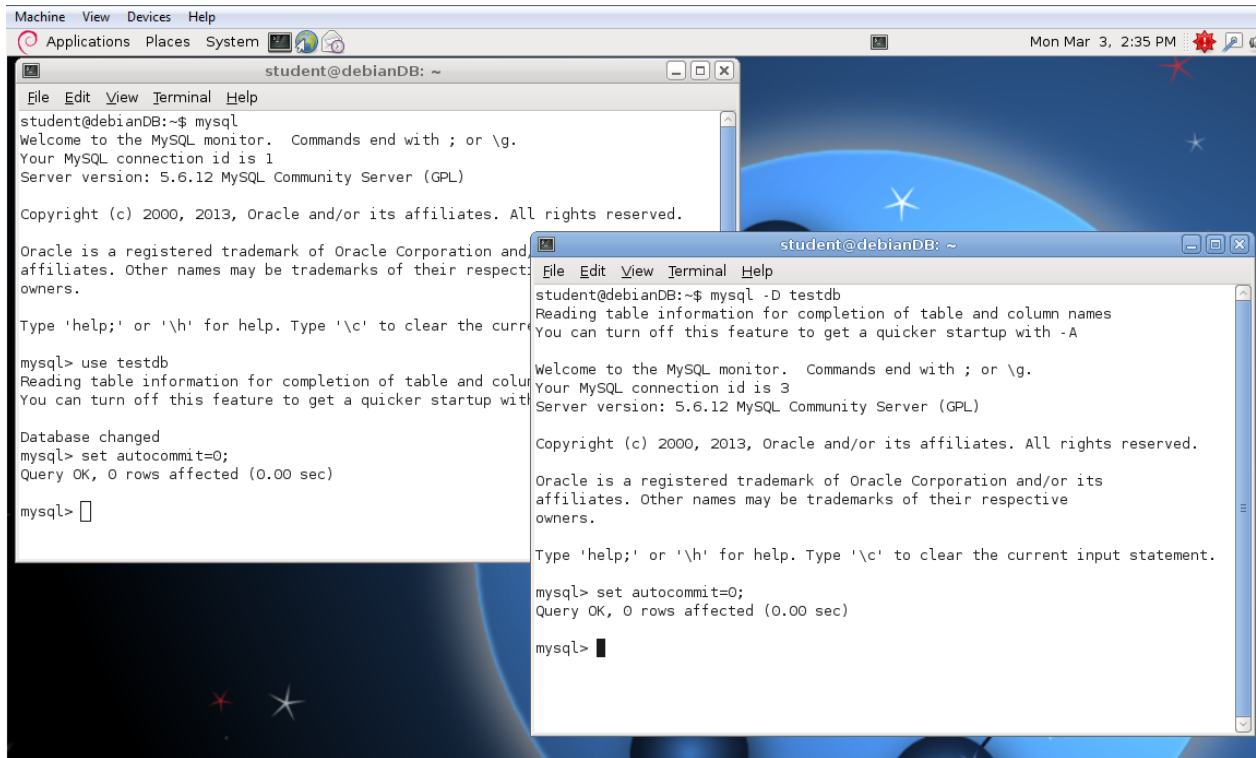 Machine View Devices Help
Applications Places System Mon Mar 3, 2:35 PM
student@debianDB: ~
File Edit View Terminal Help
student@debianDB:~$ mysql
Welcome to the MySQL monitor.  Commands end with ; or \g.
Your MySQL connection id is 1
Server version: 5.6.12 MySQL Community Server (GPL)
Copyright (c) 2000, 2013, Oracle and/or its affiliates. All rights reserved.
Oracle is a registered trademark of Oracle Corporation and/
affiliates. Other names may be trademarks of their respecti
owners.
Type 'help;' or '\h' for help. Type '\c' to clear the curre
mysql> use testdb
Reading table information for completion of table and colum
You can turn off this feature to get a quicker startup with
Database changed
mysql> set autocommit=0;
Query OK, 0 rows affected (0.00 sec)
mysql>
student@debianDB: ~
File Edit View Terminal Help
student@debianDB:~$ mysql -D testdb
Reading table information for completion of table and column names
You can turn off this feature to get a quicker startup with -A
Welcome to the MySQL monitor.  Commands end with ; or \g.
Your MySQL connection id is 3
Server version: 5.6.12 MySQL Community Server (GPL)
Copyright (c) 2000, 2013, Oracle and/or its affiliates. All rights reserved.
Oracle is a registered trademark of Oracle Corporation and/or its
affiliates. Other names may be trademarks of their respective
owners.
Type 'help;' or '\h' for help. Type '\c' to clear the current input statement.
mysql> set autocommit=0;
Query OK, 0 rows affected (0.00 sec)
mysql>